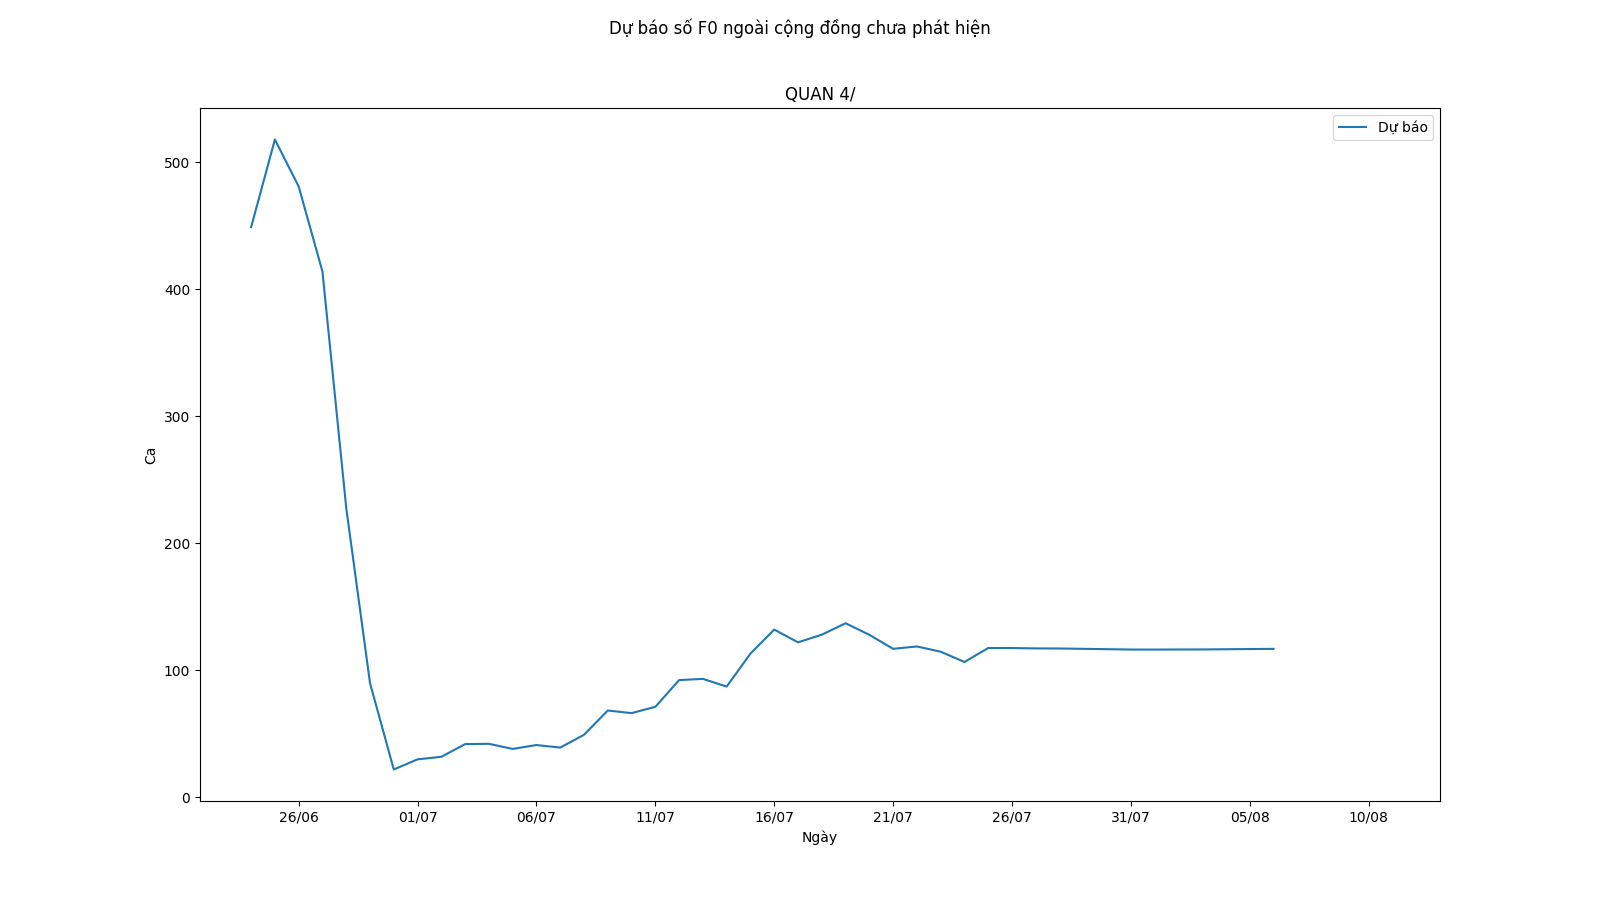 Dự báo số F0 ngoài cộng đồng chưa phát hiện
QUAN 4/
Dự báo
500
400
300
200
100
0
Ca
26/06 01/07 06/07 11/07 16/07 21/07 26/07 31/07 05/08 10/08
Ngày